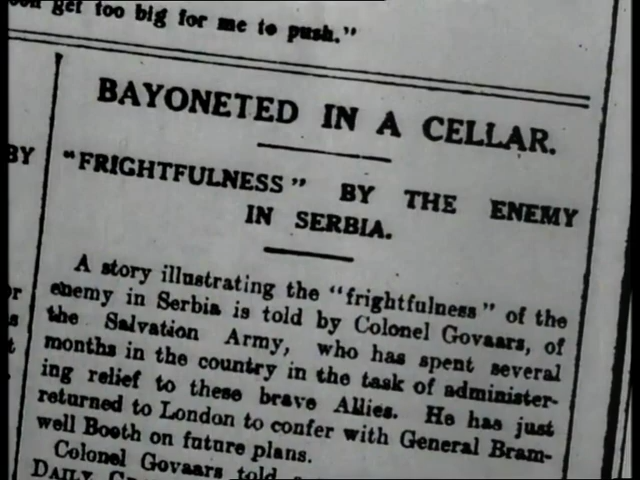 get too big for me to push."
BAYONETED IN A CELLAR.
BY
"FRIGHTFULNESS" BY THE ENEMY
IN SERBIA.
A story illustrating the "frightfulness" of the
enemy in Serbia is told by Colonel Govaars, of
the Salvation Army, who has spent several
months in the country in the task of administer-
ing relief to these brave Allies. He has just
returned to London to confer with General Bram-
well Booth on future plans.
Colonel Govaars told
DAILY